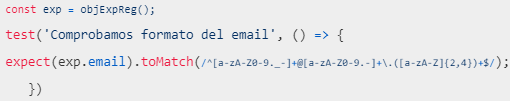 const exp = objExpReg();
test('Comprobamos formato del email', () => {
expect(exp.email).toMatch(/^[a-zA-Z0-9._-]+@[a-zA-Z0-9.-]+\.([a-zA-Z]{2,4})+$/);
})